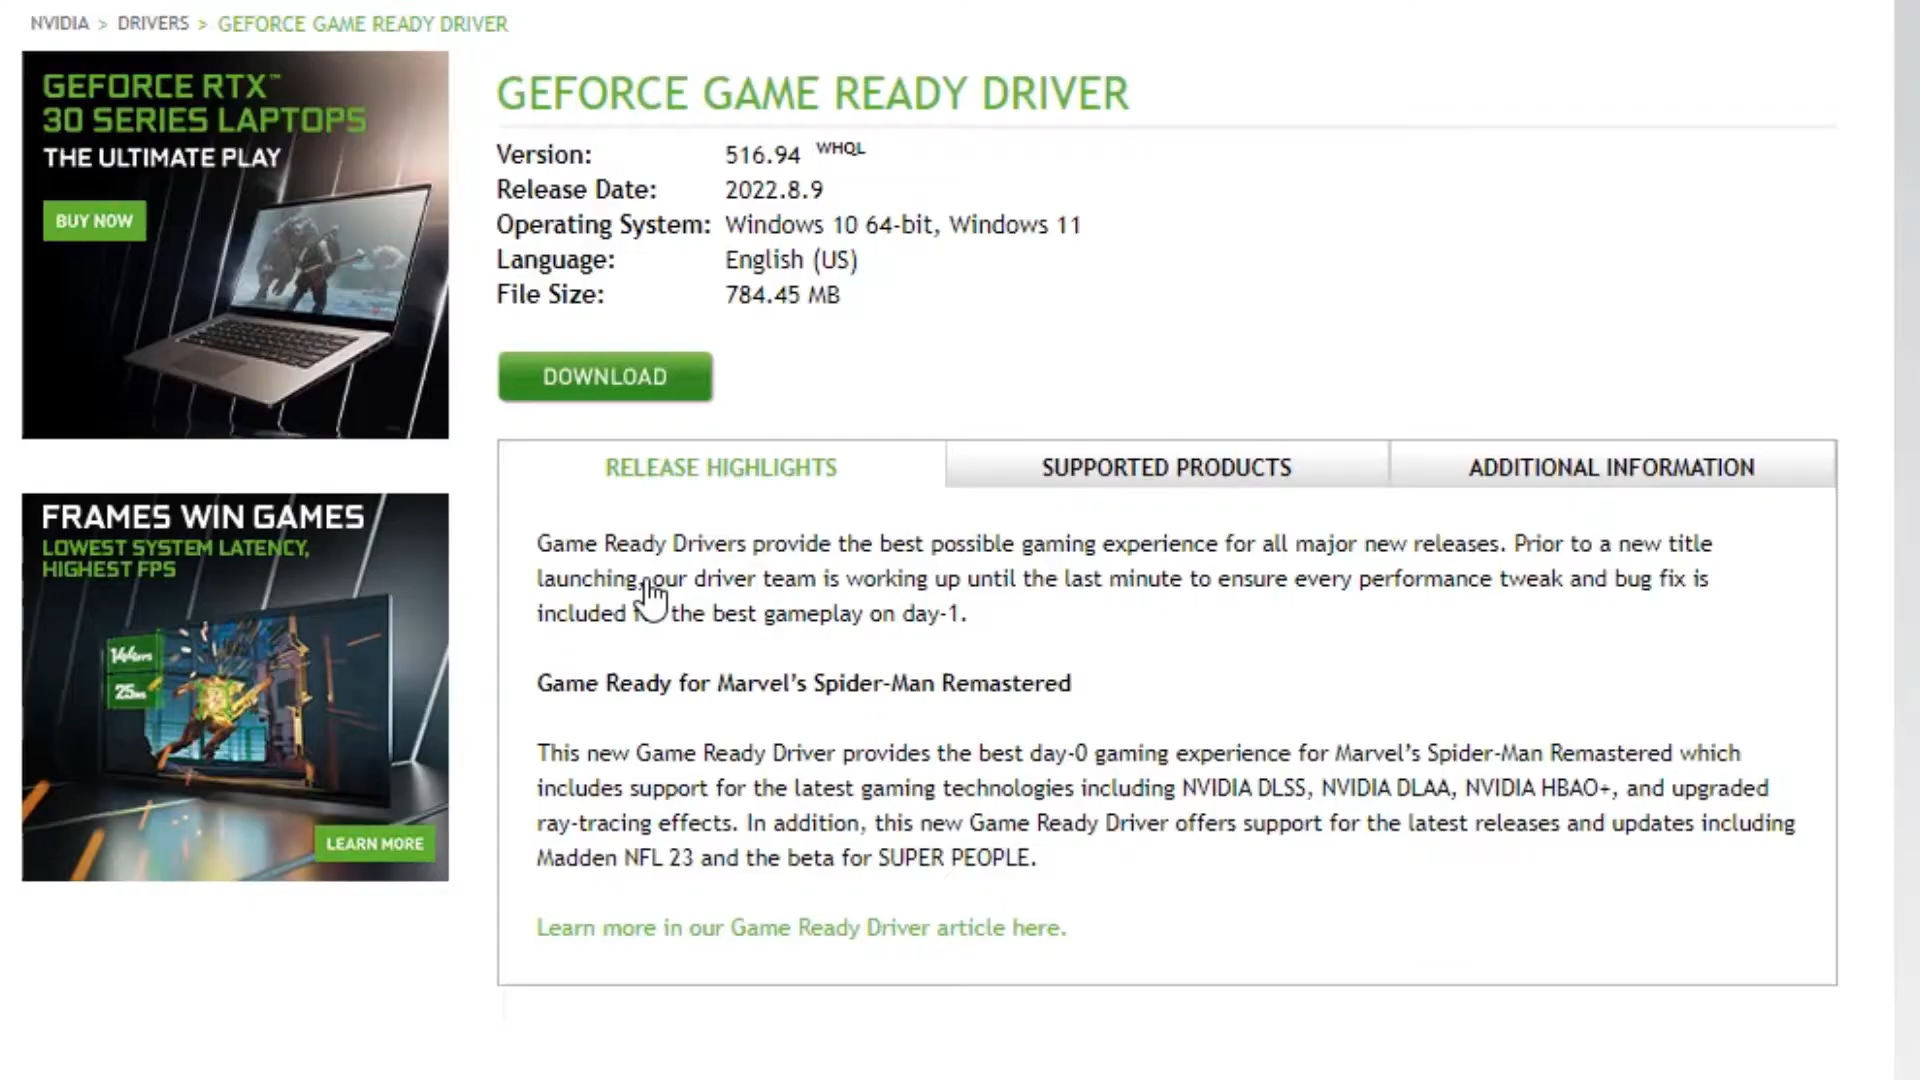 NVIDIA > DRIVERS > GEFORCE GAME READY DRIVER
GEFORCE RTX™
30 SERIES LAPTOPS
THE ULTIMATE PLAY
BUY NOW
FRAMES WIN GAMES
LOWEST SYSTEM LATENCY,
HIGHEST FPS
LEARN MORE
GEFORCE GAME READY DRIVER
Version: 516.94 WHQL
Release Date: 2022.8.9
Operating System: Windows 10 64-bit, Windows 11
Language: English (US)
File Size: 784.45 MB
DOWNLOAD
RELEASE HIGHLIGHTS SUPPORTED PRODUCTS ADDITIONAL INFORMATION
Game Ready Drivers provide the best possible gaming experience for all major new releases. Prior to a new title
launching, our driver team is working up until the last minute to ensure every performance tweak and bug fix is
included the best gameplay on day-1.
Game Ready for Marvel's Spider-Man Remastered
This new Game Ready Driver provides the best day-0 gaming experience for Marvel's Spider-Man Remastered which
includes support for the latest gaming technologies including NVIDIA DLSS, NVIDIA DLAA, NVIDIA HBAO+, and upgraded
ray-tracing effects. In addition, this new Game Ready Driver offers support for the latest releases and updates including
Madden NFL 23 and the beta for SUPER PEOPLE.
Learn more in our Game Ready Driver article here.